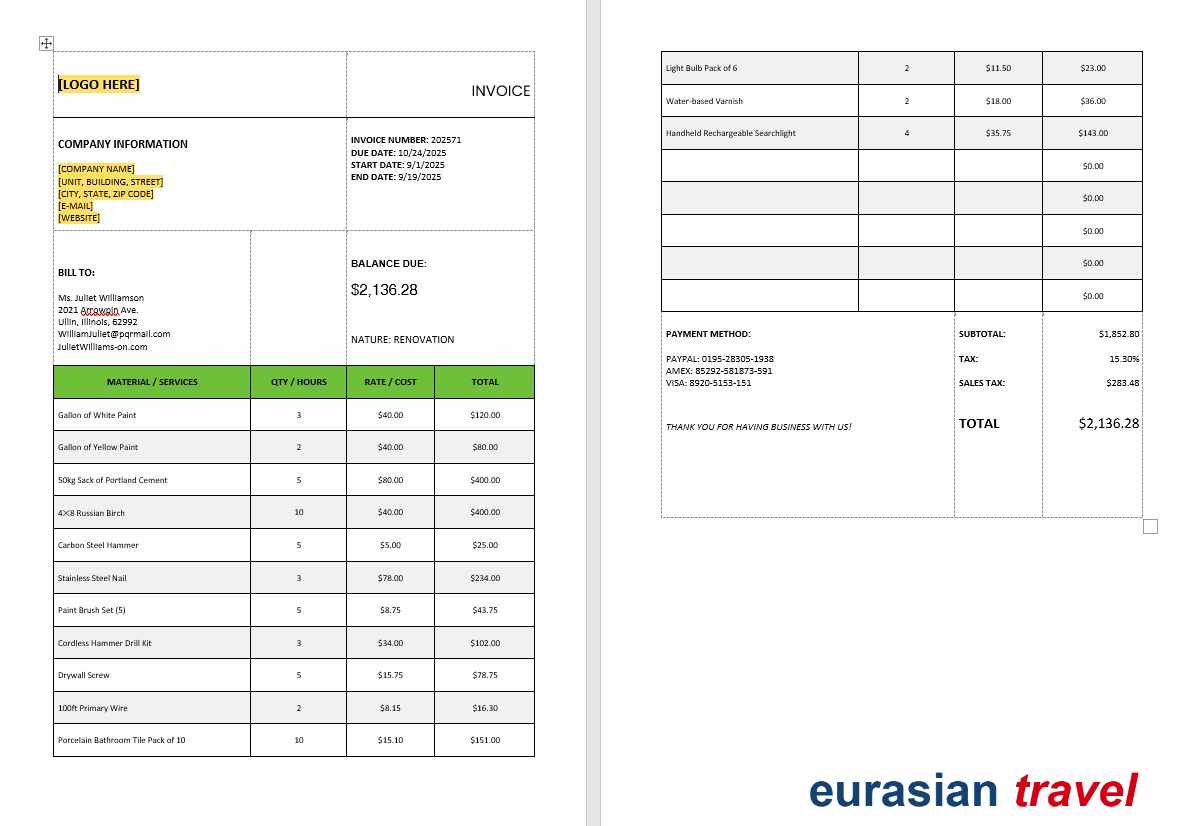 [LOGO HERE]
INVOICE
COMPANY INFORMATION
[COMPANY NAME]
[UNIT, BUILDING, STREET]
[CITY, STATE, ZIP CODE]
[E-MAIL]
[WEBSITE]
INVOICE NUMBER: 202571
DUE DATE: 10/24/2025
START DATE: 9/1/2025
END DATE: 9/19/2025
BILL TO:
Ms. Juliet Williamson
2021 Arrowpin Ave.
Ullin, Illinois, 62992
WilliamJuliet@pqrmail.com
JulietWilliams-on.com
BALANCE DUE:
$2,136.28
NATURE: RENOVATION
MATERIAL / SERVICES QTY / HOURS RATE / COST TOTAL
Gallon of White Paint 3 $40.00 $120.00
Gallon of Yellow Paint 2 $40.00 $80.00
50kg Sack of Portland Cement 5 $80.00 $400.00
4×8 Russian Birch 10 $40.00 $400.00
Carbon Steel Hammer 5 $5.00 $25.00
Stainless Steel Nail 3 $78.00 $234.00
Paint Brush Set (5) 5 $8.75 $43.75
Cordless Hammer Drill Kit 3 $34.00 $102.00
Drywall Screw 5 $15.75 $78.75
100ft Primary Wire 2 $8.15 $16.30
Porcelain Bathroom Tile Pack of 10 10 $15.10 $151.00
Light Bulb Pack of 6 2 $11.50 $23.00
Water-based Varnish 2 $18.00 $36.00
Handheld Rechargeable Searchlight 4 $35.75 $143.00
$0.00
$0.00
$0.00
$0.00
$0.00
PAYMENT METHOD:
PAYPAL: 0195-28305-1938
AMEX: 85292-581873-591
VISA: 8920-5153-151
THANK YOU FOR HAVING BUSINESS WITH US!
SUBTOTAL: $1,852.80
TAX: 15.30%
SALES TAX: $283.48
TOTAL $2,136.28
eurasian travel